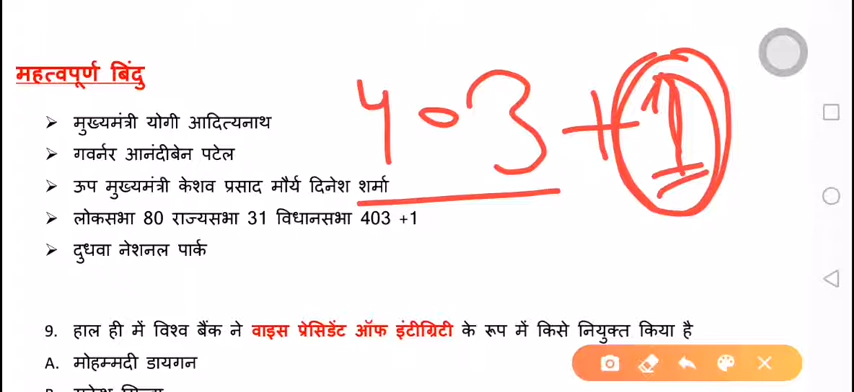 महत्वपूर्ण बिंदु
403 + 1
➤ मुख्यमंत्री योगी आदित्यनाथ
➤ गवर्नर आनंदीबेन पटेल
➤ ऊप मुख्यमंत्री केशव प्रसाद मौर्य दिनेश शर्मा
➤ लोकसभा 80 राज्यसभा 31 विधानसभा 403 +1
➤ दुधवा नेशनल पार्क
9. हाल ही में विश्व बैंक ने वाइस प्रेसिडेंट ऑफ इंटीग्रिटी के रूप में किसे नियुक्त किया है
A. मोहम्मदी डायगन